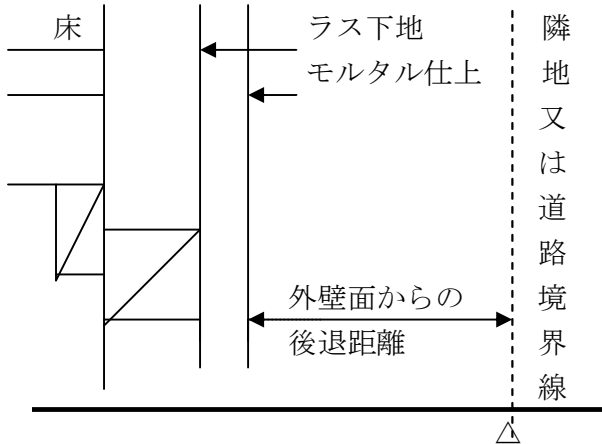 床
ラス下地
モルタル仕上
外壁面からの
後退距離
隣地又は道路境界線
△